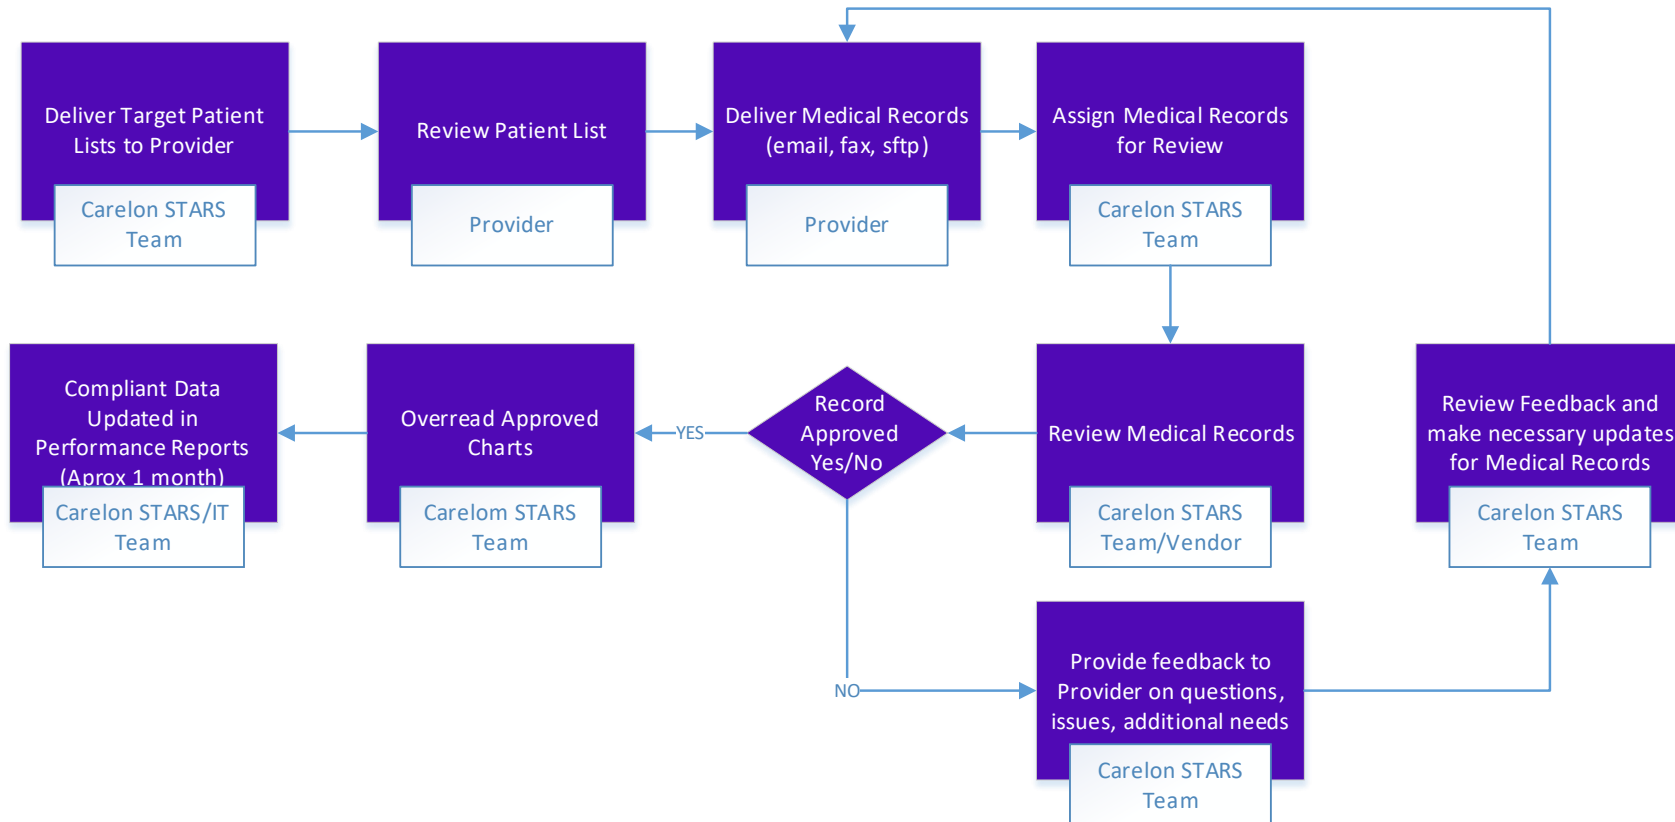 Deliver Target Patient
Lists to Provider
Carelon STARS
Team
Review Patient List
Provider
Deliver Medical Records
(email, fax, sftp)
Provider
Assign Medical Records
for Review
Carelon STARS
Team
Compliant Data
Updated in
Performance Reports
(Aprox 1 month)
Carelon STARS/IT
Team
Overread Approved
Charts
Carelom STARS
Team
YES
Record
Approved
Yes/No
Review Medical Records
Carelon STARS
Team/Vendor
Review Feedback and
make necessary updates
for Medical Records
Carelon STARS
Team
NO
Provide feedback to
Provider on questions,
issues, additional needs
Carelon STARS
Team